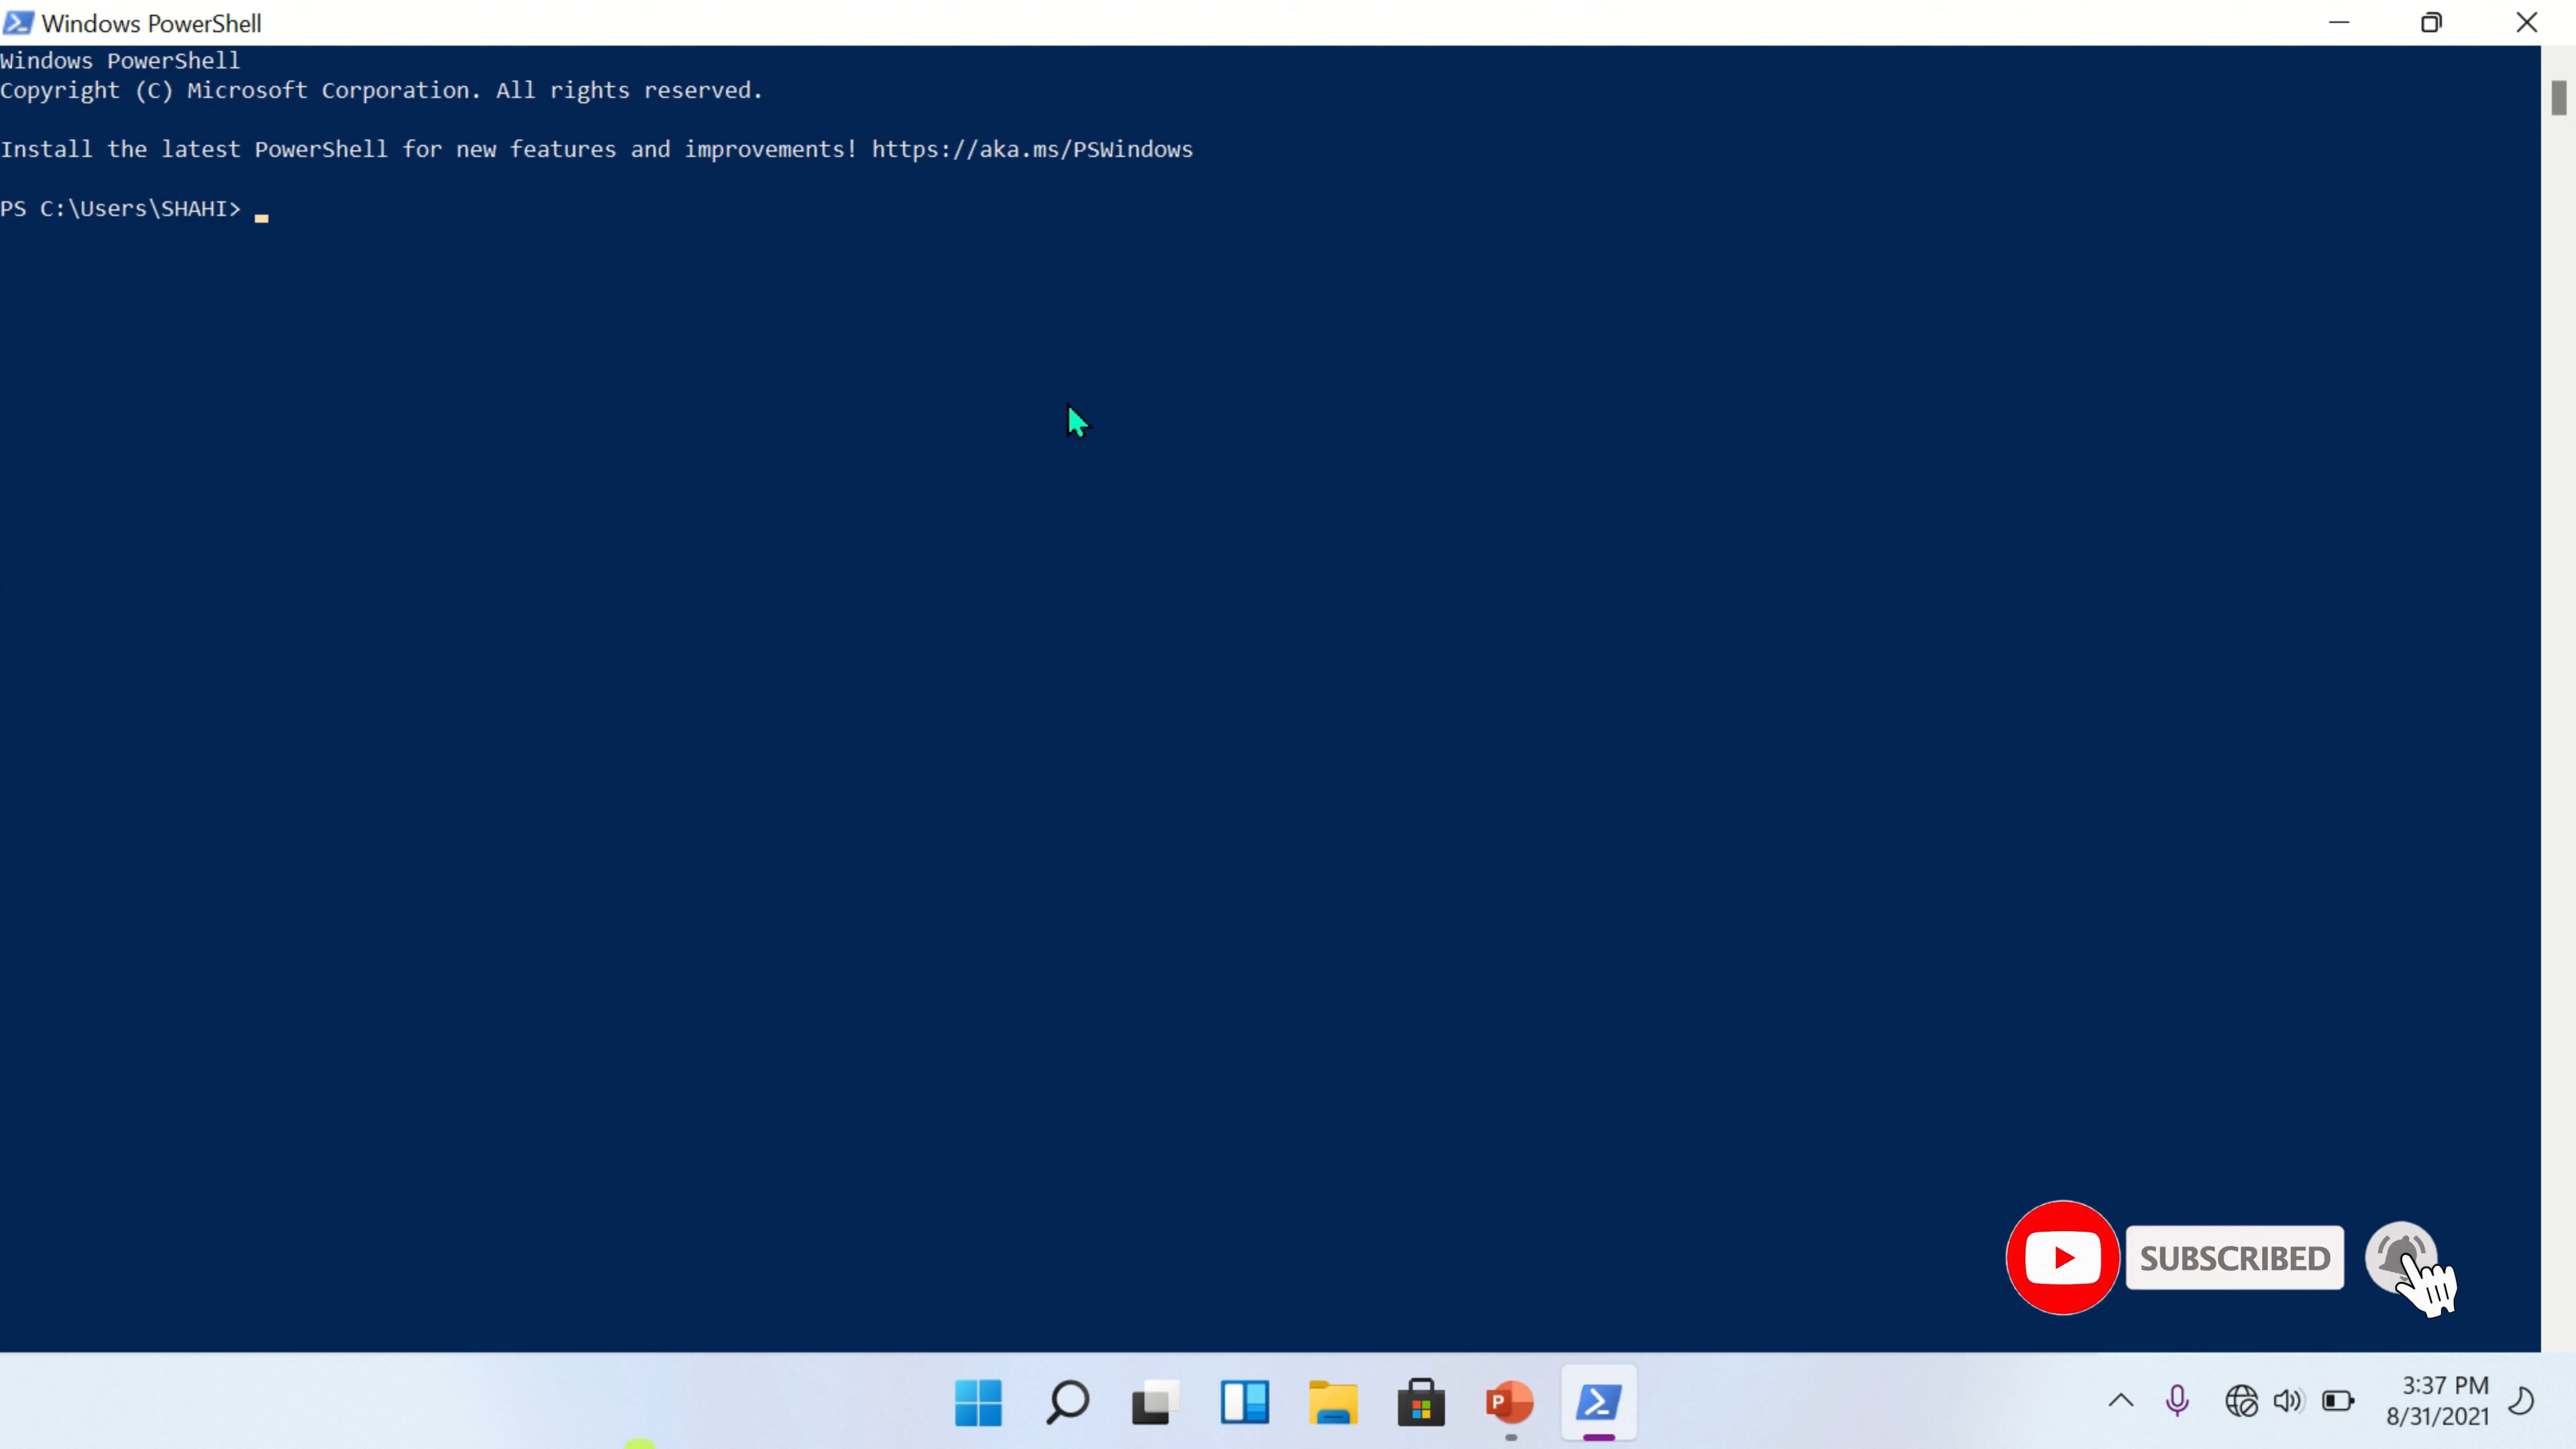 Windows PowerShell
Windows PowerShell
Copyright (C) Microsoft Corporation. All rights reserved.
Install the latest PowerShell for new features and improvements! https://aka.ms/PSWindows
PS C:\Users\SHAHI>
SUBSCRIBED
P
3:37 PM
8/31/2021